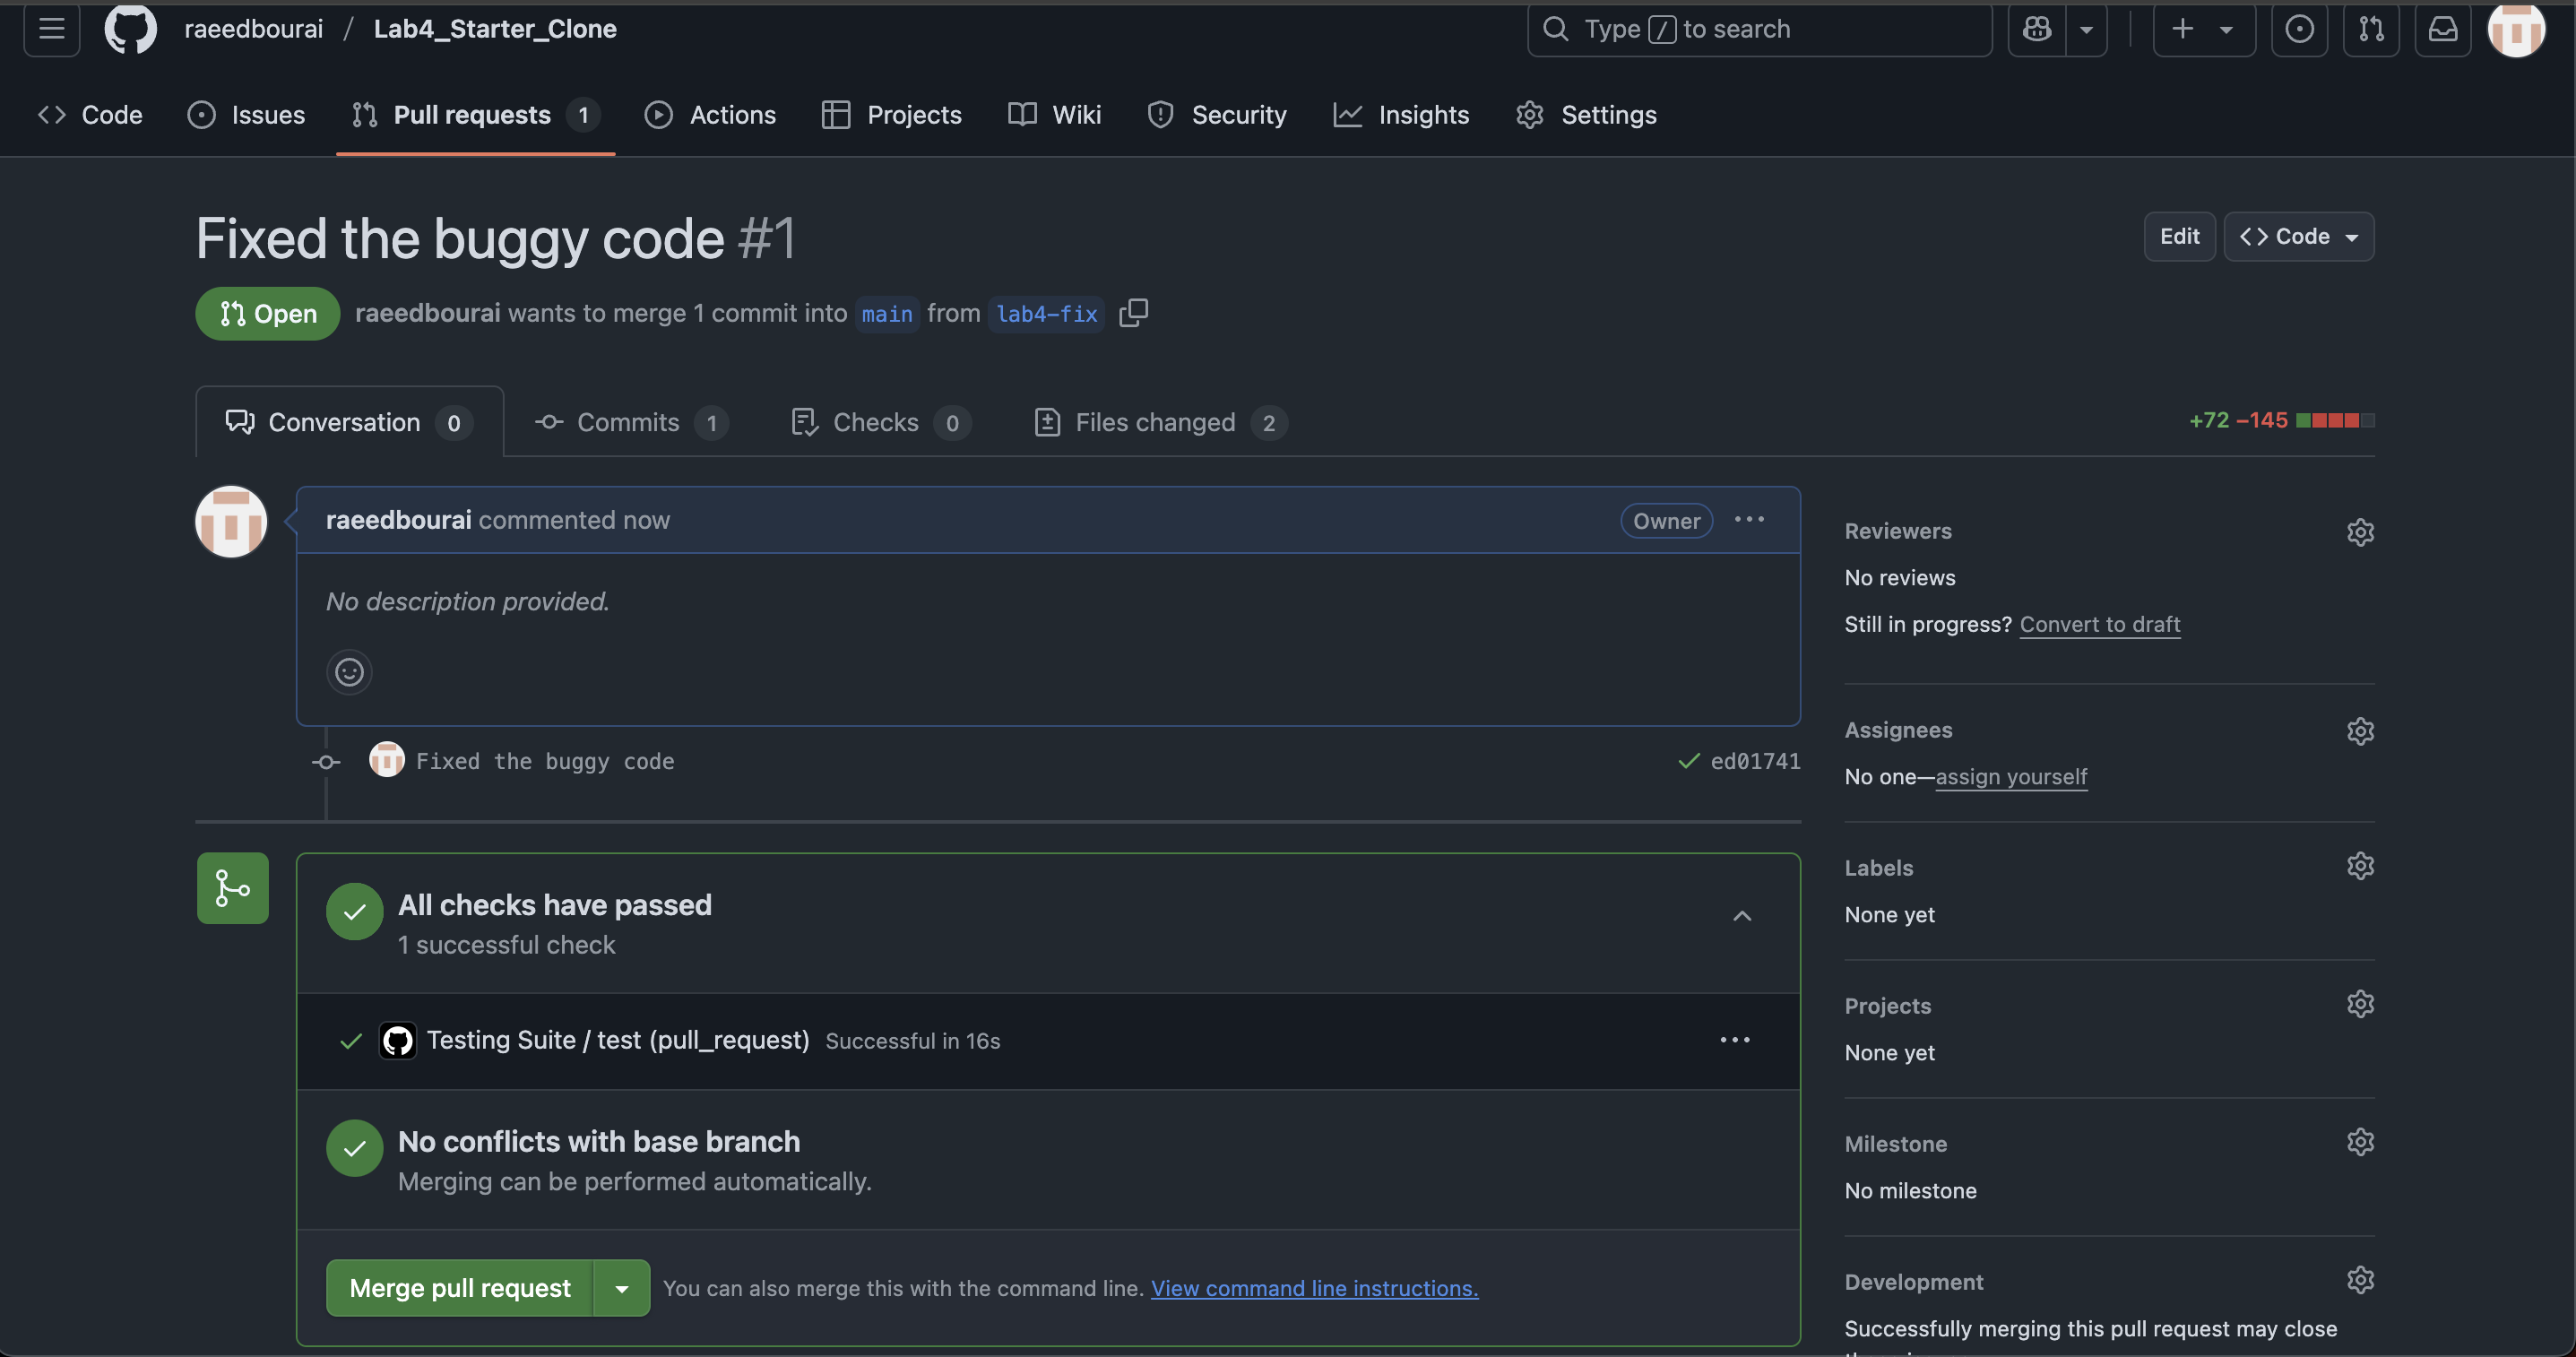 raeedbourai / Lab4_Starter_Clone
Type / to search
Code
Issues
Pull requests 1
Actions
Projects
Wiki
Security
Insights
Settings
Fixed the buggy code #1
Edit
Code
Open
raeedbourai wants to merge 1 commit into main from lab4-fix
Conversation 0
Commits 1
Checks 0
Files changed 2
+72 −145
raeedbourai commented now
Owner
No description provided.
Fixed the buggy code
ed01741
All checks have passed
1 successful check
Testing Suite / test (pull_request) Successful in 16s
No conflicts with base branch
Merging can be performed automatically.
Merge pull request
You can also merge this with the command line. View command line instructions.
Reviewers
No reviews
Still in progress? Convert to draft
Assignees
No one—assign yourself
Labels
None yet
Projects
None yet
Milestone
No milestone
Development
Successfully merging this pull request may close